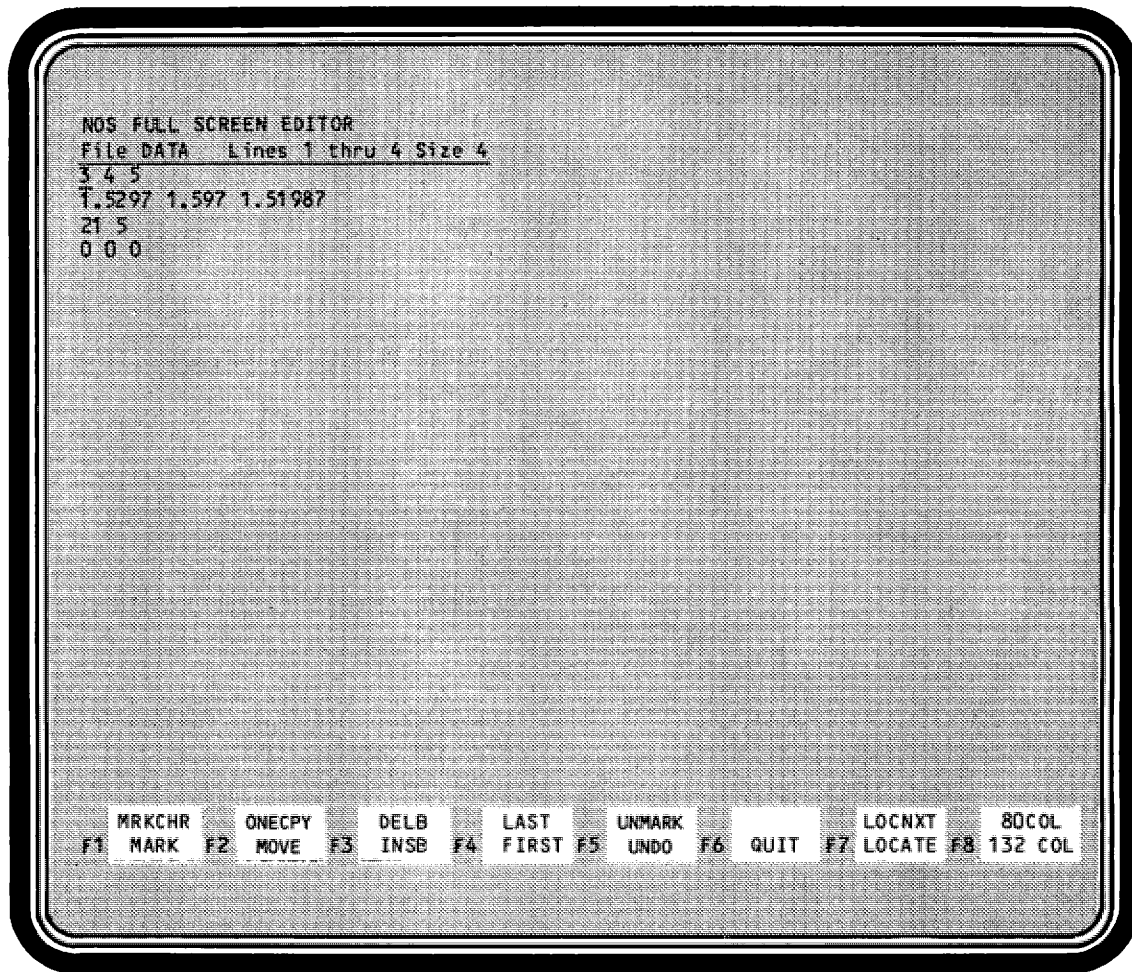 NOS FULL SCREEN EDITOR
File DATA Lines 1 thru 4 Size 4
3 4 5
1.5297 1.597 1.51987
21 5
0 0 0
MRKCHR ONECPY DELB LAST UNMARK LOCNXT 80COL
F1 MARK F2 MOVE F3 INSB F4 FIRST F5 UNDO F6 QUIT F7 LOCATE F8 132 COL